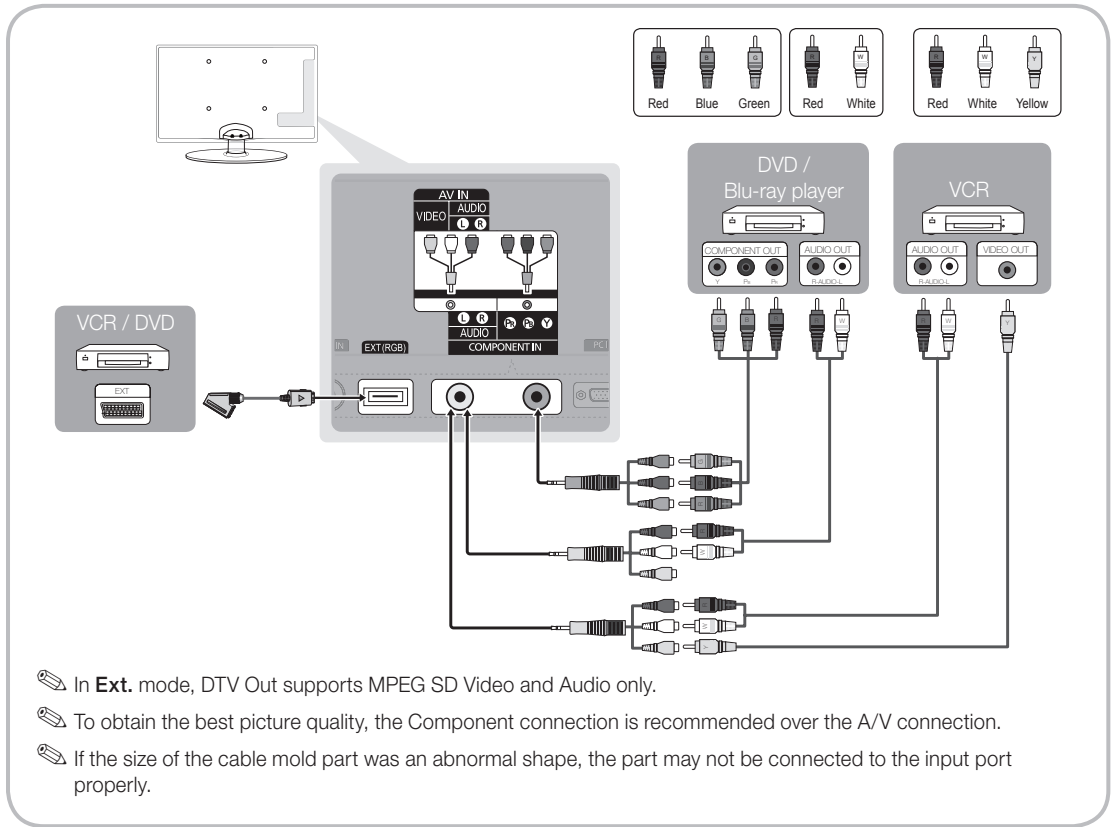 R B G
Red Blue Green
R W
Red White
R W Y
Red White Yellow
DVD /
Blu-ray player
COMPONENT OUT
Y PB PR
AUDIO OUT
R-AUDIO-L
VCR
AUDIO OUT
R-AUDIO-L
VIDEO OUT
AV IN
VIDEO
AUDIO
L R
L R
AUDIO
PR PB Y
COMPONENT IN
IN
EXT(RGB)
PC I
VCR / DVD
EXT
G B R
R W
R W
Y
G
B
R
R
W
R
W
Y
In Ext. mode, DTV Out supports MPEG SD Video and Audio only.
To obtain the best picture quality, the Component connection is recommended over the A/V connection.
If the size of the cable mold part was an abnormal shape, the part may not be connected to the input port
properly.